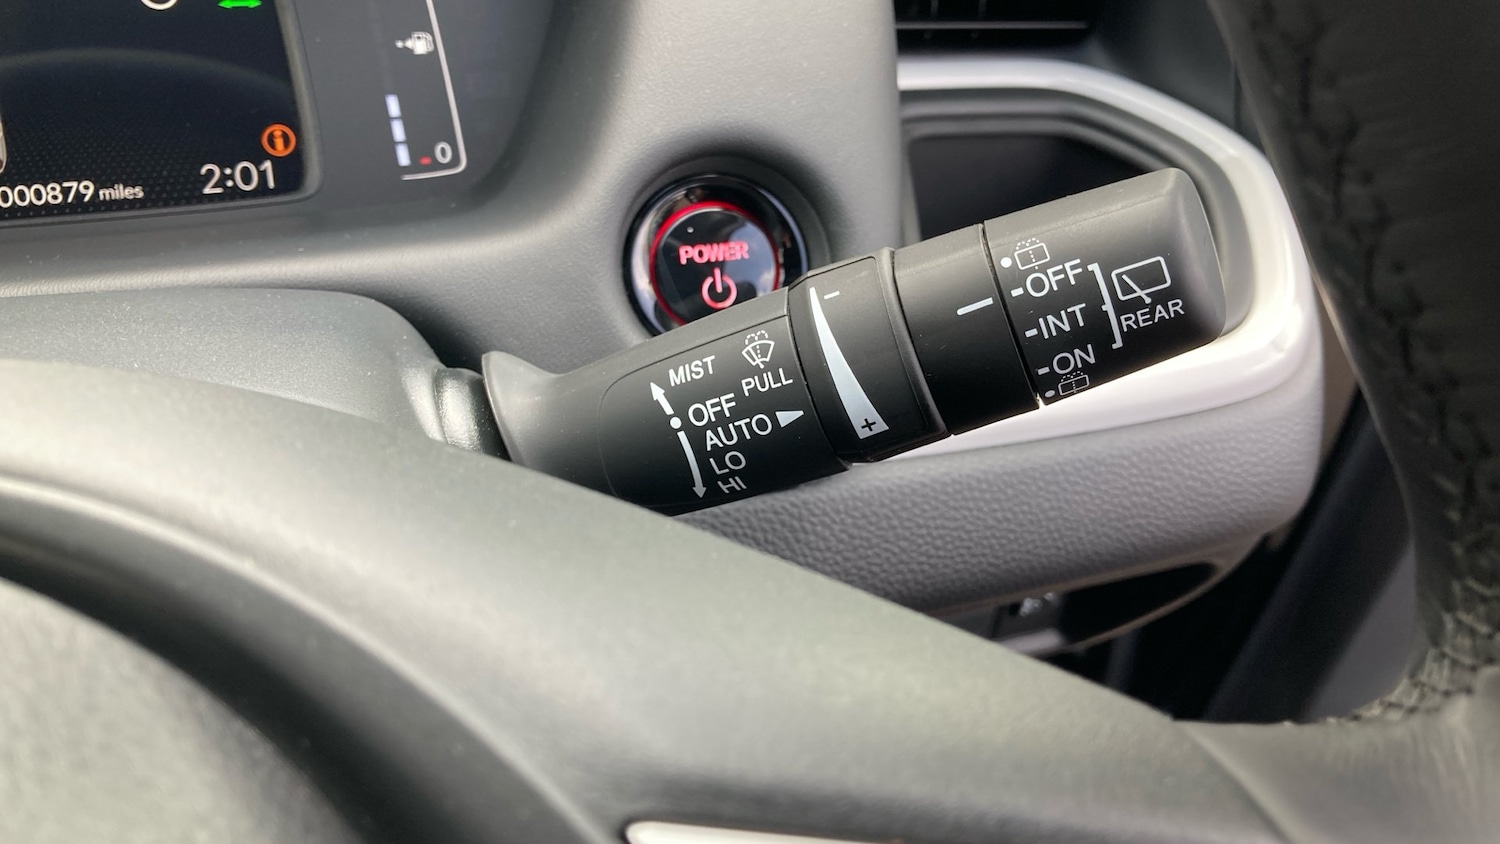 0
2:01
000879 miles
POWER
MIST
PULL
OFF
AUTO
LO
HI
-
+
OFF
INT
ON
REAR